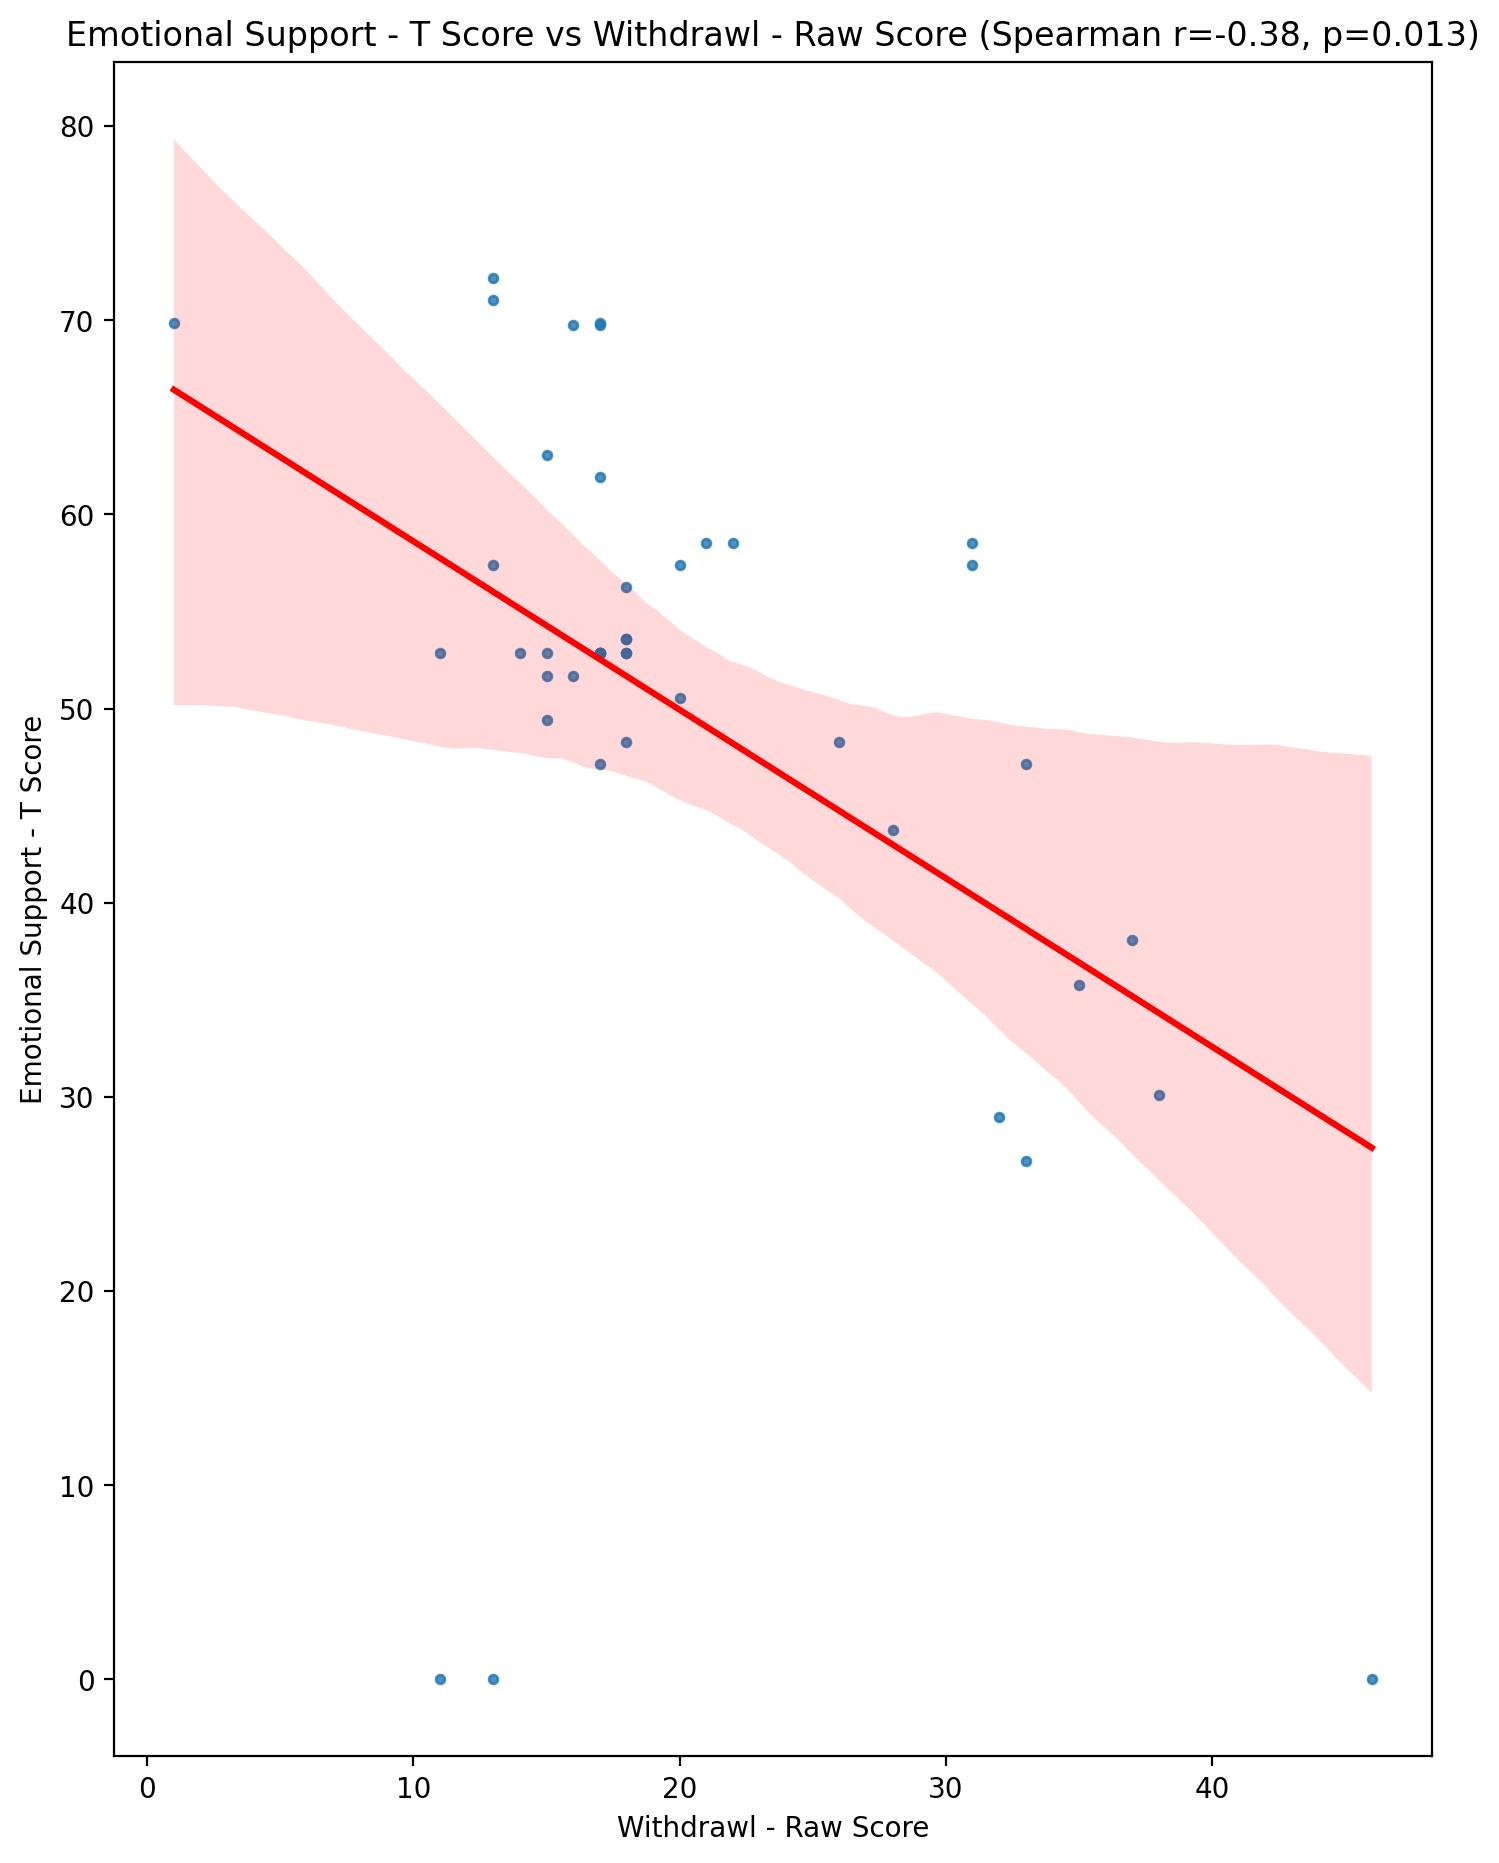 Emotional Support - T Score vs Withdrawl - Raw Score (Spearman r=-0.38, p=0.013)
80
70
60
50
40
30
20
10
0
Emotional Support - T Score
0 10 20 30 40
Withdrawl - Raw Score